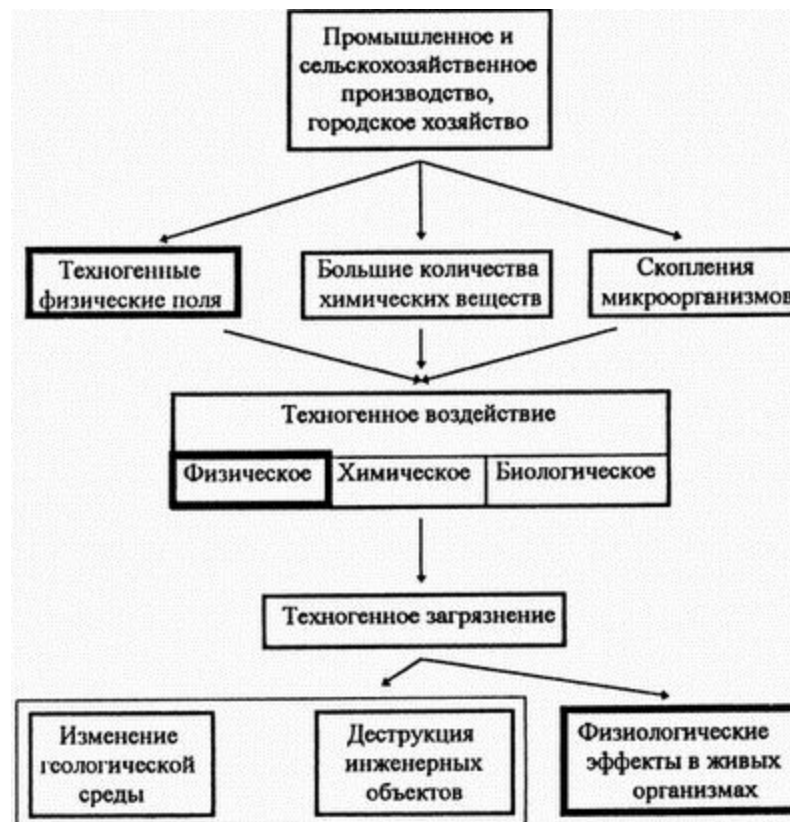 Промышленное и
сельскохозяйственное
производство,
городское хозяйство
Техногенные
физические поля
Большие количества
химических веществ
Скопления
микроорганизмов
Техногенное воздействие
Физическое
Химическое
Биологическое
Техногенное загрязнение
Изменение
геологической
среды
Деструкция
инженерных
объектов
Физиологические
эффекты в живых
организмах